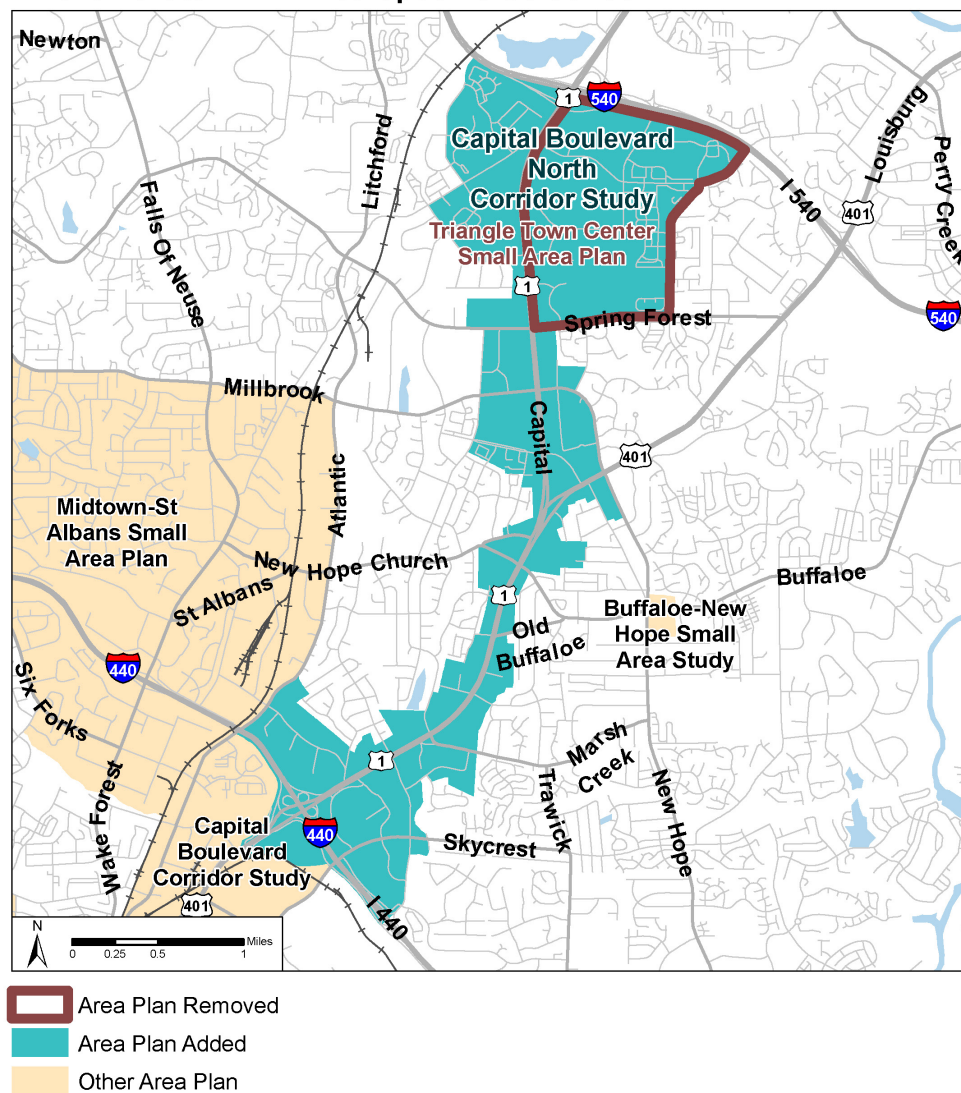 Newton
Litchford
Falls Of Neuse
1
540
Louisburg
Perry Creek
Capital Boulevard
North
Corridor Study
Triangle Town Center
Small Area Plan
I 540
401
1
540
Spring Forest
Millbrook
Capital
401
Atlantic
Midtown-St
Albans Small
Area Plan
New Hope Church
St Albans
Buffaloe
1
Buffaloe-New
Hope Small
Area Study
Old
Buffaloe
440
Six Forks
Marsh
Creek
1
Trawick
New Hope
Wake Forest
Capital
Boulevard
Corridor Study
440
Skycrest
401
I 440
N
0 0.25 0.5 1 Miles
Area Plan Removed
Area Plan Added
Other Area Plan